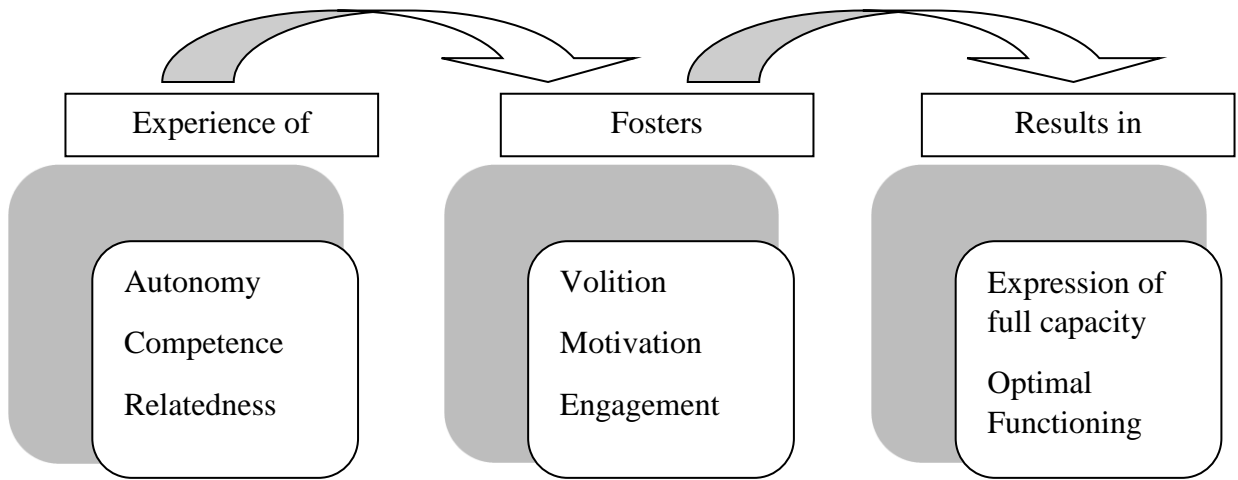 Experience of
Fosters
Results in
Autonomy
Competence
Relatedness
Volition
Motivation
Engagement
Expression of
full capacity
Optimal
Functioning